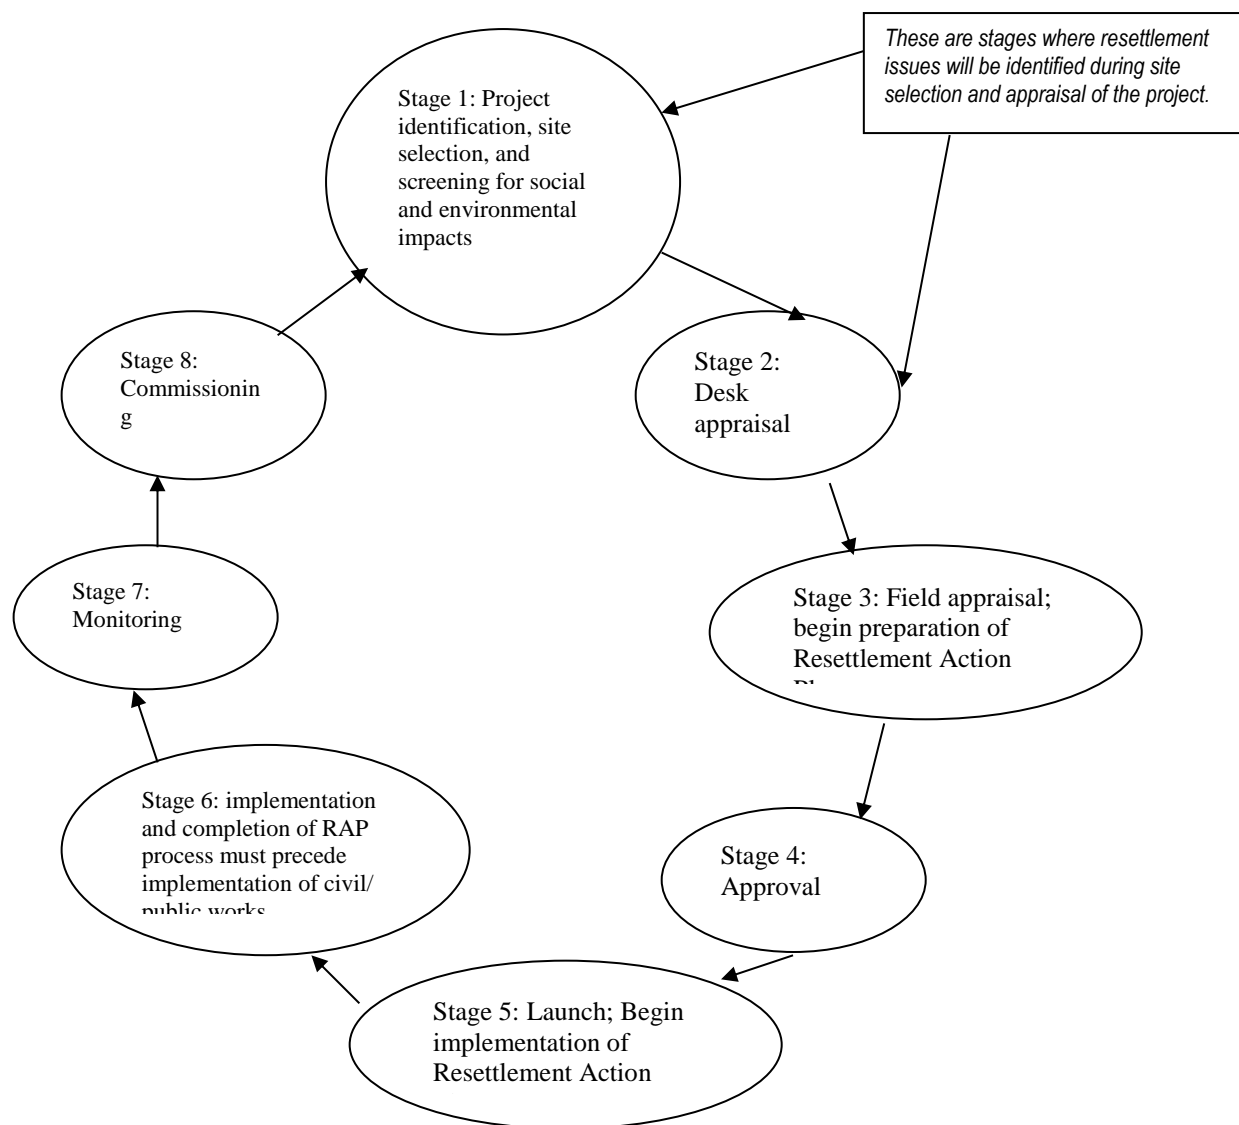 These are stages where resettlement
issues will be identified during site
selection and appraisal of the project.
Stage 1: Project
identification, site
selection, and
screening for social
and environmental
impacts
Stage 2:
Desk
appraisal
Stage 3: Field appraisal;
begin preparation of
Resettlement Action
Stage 4:
Approval
Stage 5: Launch; Begin
implementation of
Resettlement Action
Stage 6: implementation
and completion of RAP
process must precede
implementation of civil/
public works
Stage 7:
Monitoring
Stage 8:
Commissionin
g